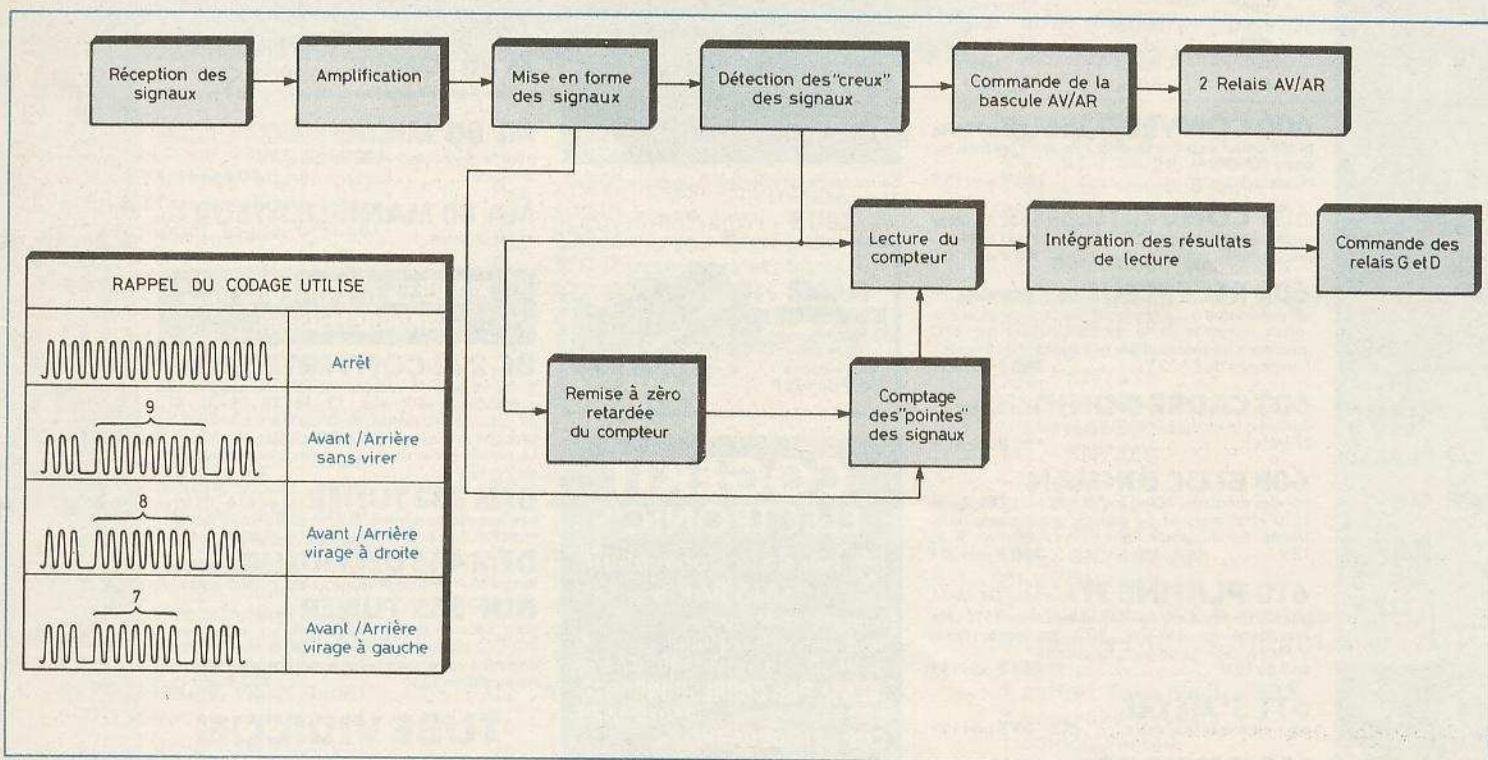 Réception des
signaux
Amplification
Mise en forme
des signaux
Détection des "creux"
des signaux
Commande de la
bascule AV/AR
2 Relais AV/AR
Lecture du
compteur
Intégration des résultats
de lecture
Commande des
relais G et D
Remise à zèro
retardée
du compteur
Comptage
des "pointes"
des signaux
RAPPEL DU CODAGE UTILISE
Arrèt
9
Avant / Arrière
sans virer
8
Avant / Arrière
virage à droite
7
Avant / Arrière
virage à gauche